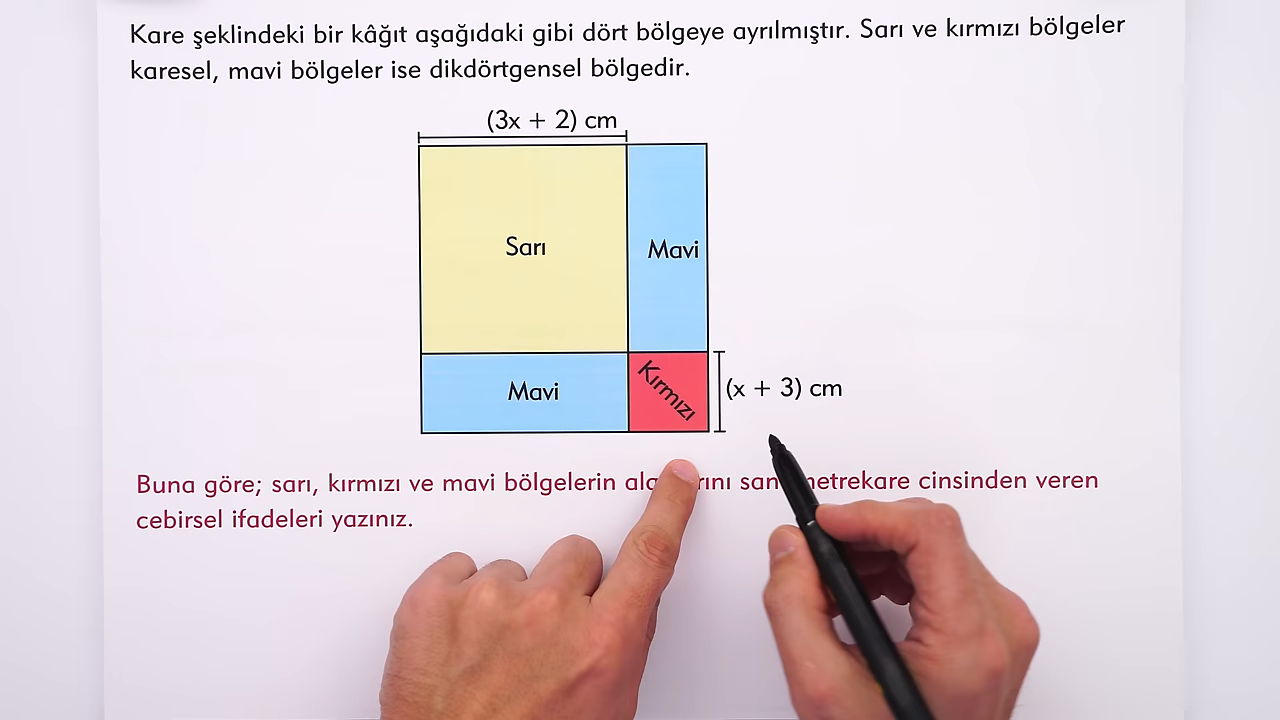 Kare şeklindeki bir kâğıt aşağıdaki gibi dört bölgeye ayrılmıştır. Sarı ve kırmızı bölgeler
karesel, mavi bölgeler ise dikdörtgensel bölgedir.
(3x + 2) cm
Sarı
Mavi
Mavi
Kırmızı
(x + 3) cm
Buna göre; sarı, kırmızı ve mavi bölgelerin cinsinden veren
cebirsel ifadeleri yazınız.